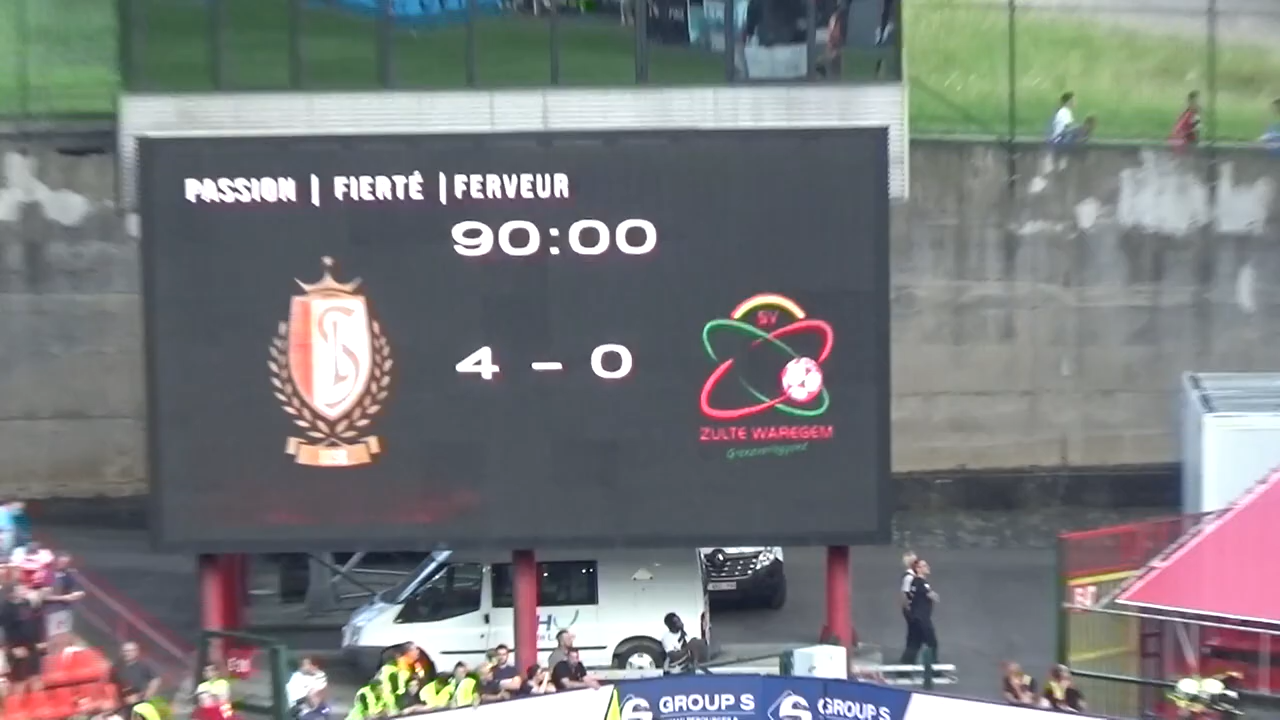 PASSION | FIERTÉ | FERVEUR
90:00
4 - 0
SV
ZULTE WAREGEM
GROUP S
GROUP S